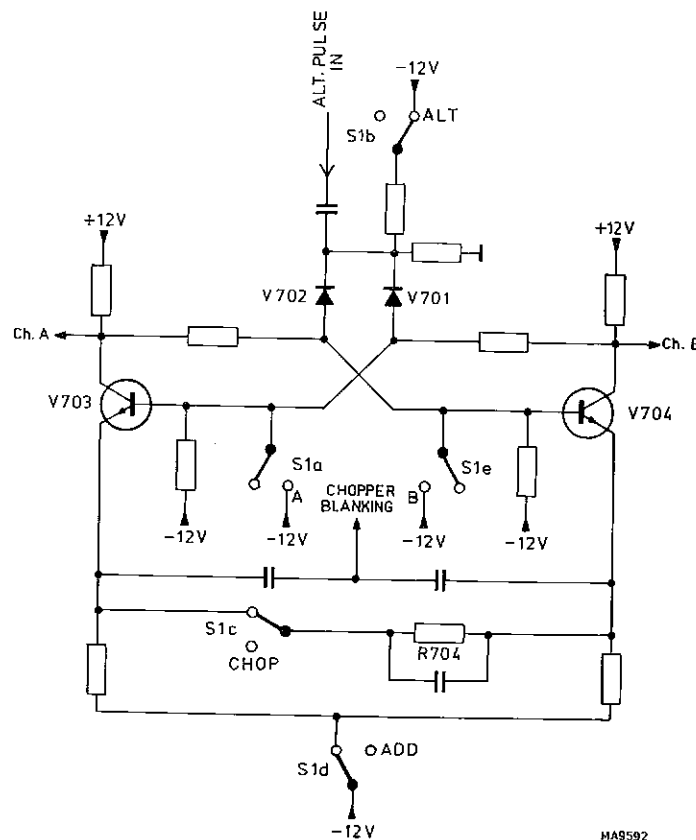 ALT. PULSE
IN
-12V
S1b
ALT
+12V
+12V
V702
V701
Ch. A
Ch. B
V703
V704
S1a
S1e
A
CHOPPER
BLANKING
B
-12V
-12V
-12V
-12V
S1c
CHOP
R704
S1d
ADD
-12V
MA9592